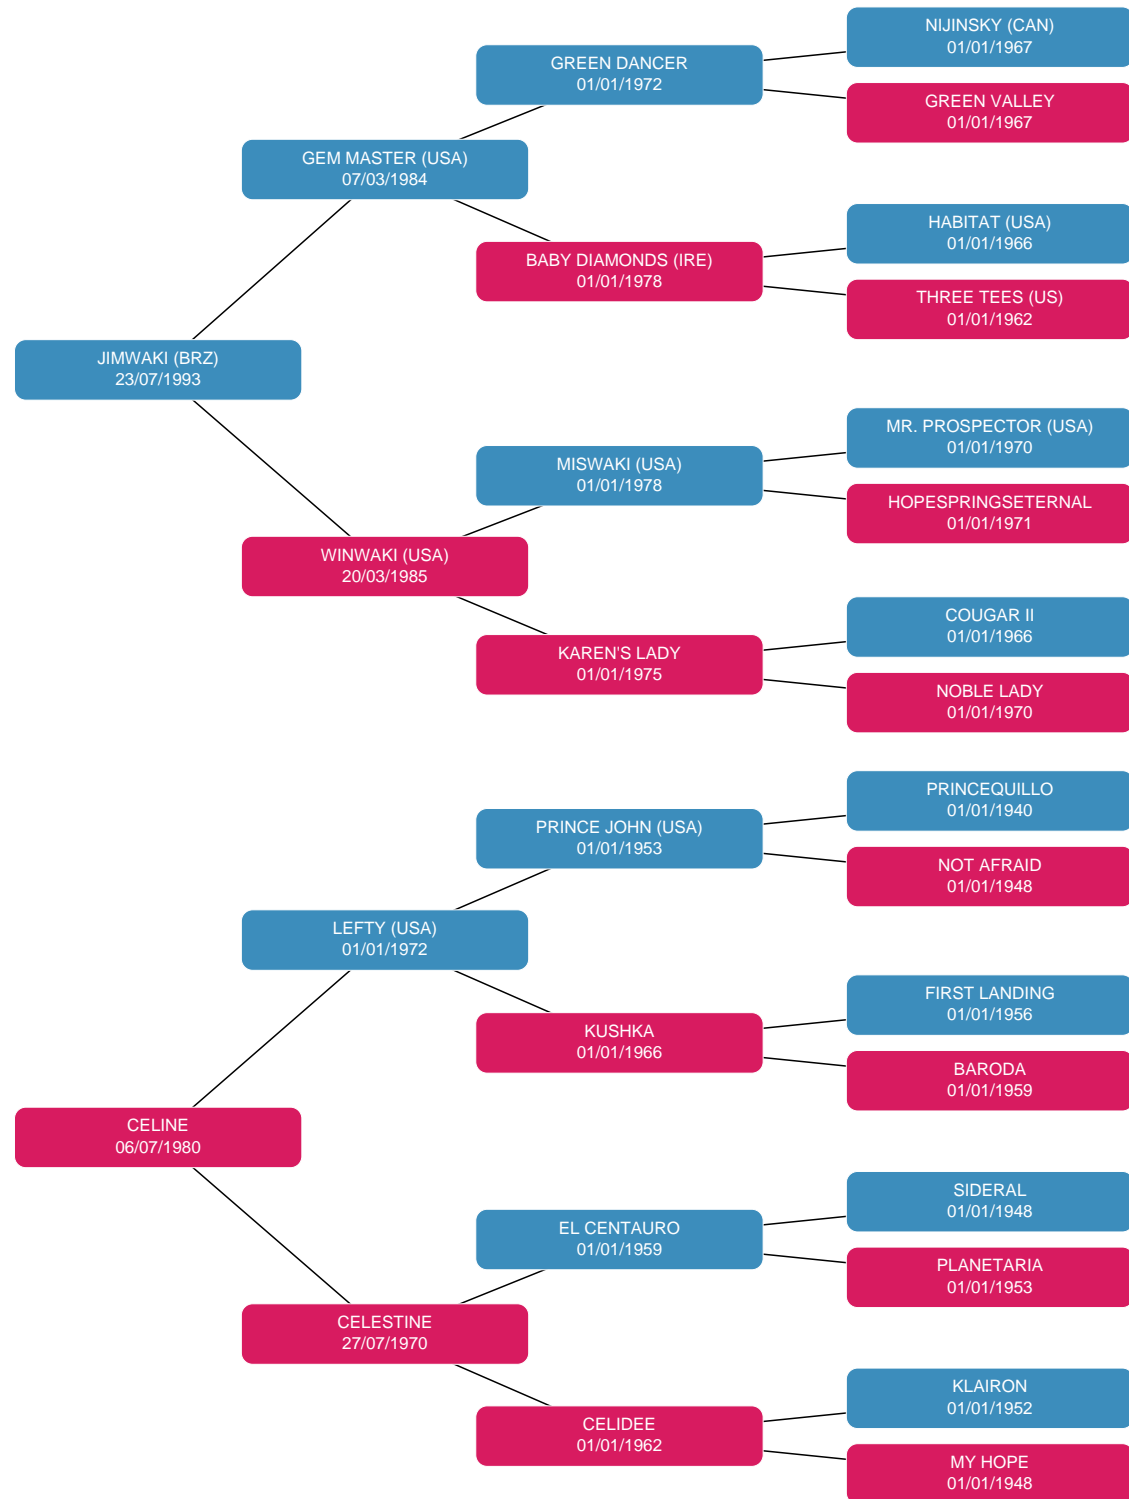 NIJINSKY (CAN)
01/01/1967
GREEN DANCER
01/01/1972
GREEN VALLEY
01/01/1967
GEM MASTER (USA)
07/03/1984
HABITAT (USA)
01/01/1966
BABY DIAMONDS (IRE)
01/01/1978
THREE TEES (US)
01/01/1962
JIMWAKI (BRZ)
23/07/1993
MR. PROSPECTOR (USA)
01/01/1970
MISWAKI (USA)
01/01/1978
HOPESPRINGSETERNAL
01/01/1971
WINWAKI (USA)
20/03/1985
COUGAR II
01/01/1966
KAREN'S LADY
01/01/1975
NOBLE LADY
01/01/1970
PRINCEQUILLO
01/01/1940
PRINCE JOHN (USA)
01/01/1953
NOT AFRAID
01/01/1948
LEFTY (USA)
01/01/1972
FIRST LANDING
01/01/1956
KUSHKA
01/01/1966
BARODA
01/01/1959
CELINE
06/07/1980
SIDERAL
01/01/1948
EL CENTAURO
01/01/1959
PLANETARIA
01/01/1953
CELESTINE
27/07/1970
KLAIRON
01/01/1952
CELIDEE
01/01/1962
MY HOPE
01/01/1948